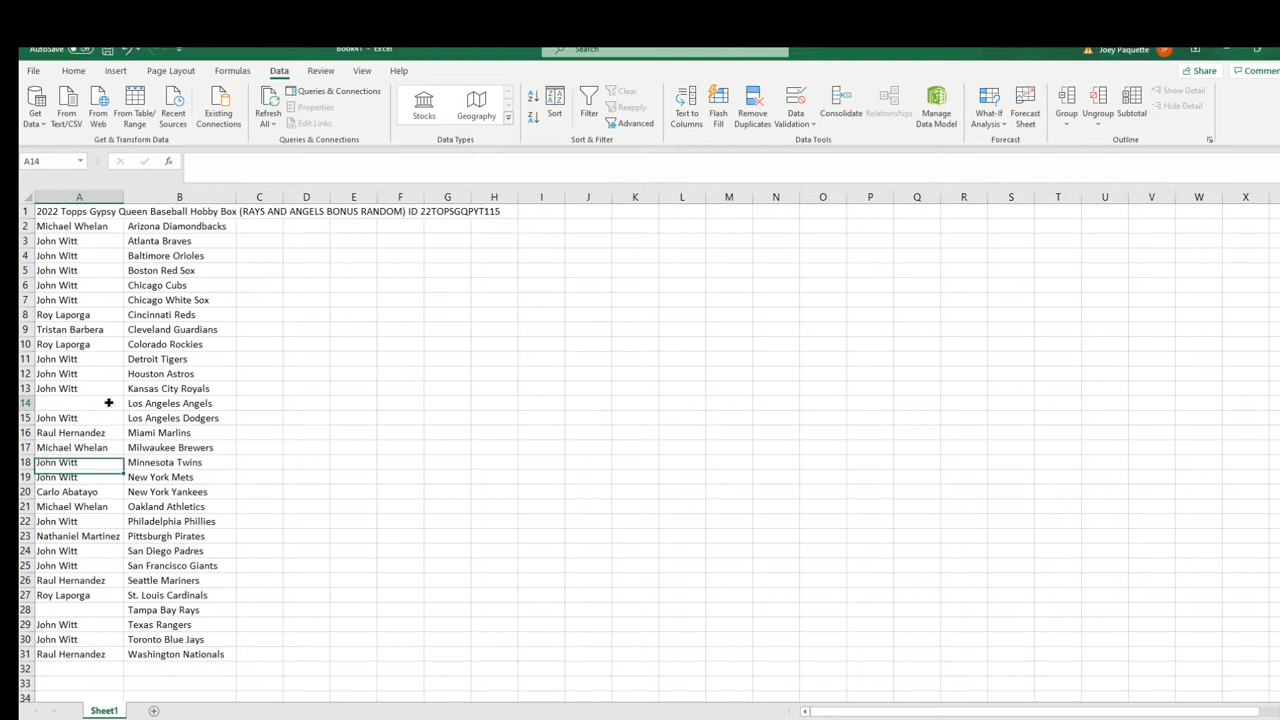 AutoSave Off Book41 - Excel Search Joey Paquette JP
File Home Insert Page Layout Formulas Data Review View Help Share Commen
Get Data From Text/CSV From Web From Table/Range Recent Sources Existing Connections Refresh All Queries & Connections Properties Edit Links Stocks Geography Sort Filter Clear Reapply Advanced Text to Columns Flash Fill Remove Duplicates Data Validation Consolidate Relationships Manage Data Model What-If Analysis Forecast Sheet Group Ungroup Subtotal Show Detail Hide Detail
Get & Transform Data Queries & Connections Data Types Sort & Filter Data Tools Forecast Outline
A14 fx
A B C D E F G H I J K L M N O P Q R S T U V W X
1 2022 Topps Gypsy Queen Baseball Hobby Box (RAYS AND ANGELS BONUS RANDOM) ID 22TOPSGQPYT115
2 Michael Whelan Arizona Diamondbacks
3 John Witt Atlanta Braves
4 John Witt Baltimore Orioles
5 John Witt Boston Red Sox
6 John Witt Chicago Cubs
7 John Witt Chicago White Sox
8 Roy Laporga Cincinnati Reds
9 Tristan Barbera Cleveland Guardians
10 Roy Laporga Colorado Rockies
11 John Witt Detroit Tigers
12 John Witt Houston Astros
13 John Witt Kansas City Royals
14 Los Angeles Angels
15 John Witt Los Angeles Dodgers
16 Raul Hernandez Miami Marlins
17 Michael Whelan Milwaukee Brewers
18 John Witt Minnesota Twins
19 John Witt New York Mets
20 Carlo Abatayo New York Yankees
21 Michael Whelan Oakland Athletics
22 John Witt Philadelphia Phillies
23 Nathaniel Martinez Pittsburgh Pirates
24 John Witt San Diego Padres
25 John Witt San Francisco Giants
26 Raul Hernandez Seattle Mariners
27 Roy Laporga St. Louis Cardinals
28 Tampa Bay Rays
29 John Witt Texas Rangers
30 John Witt Toronto Blue Jays
31 Raul Hernandez Washington Nationals
32
33
34
Sheet1